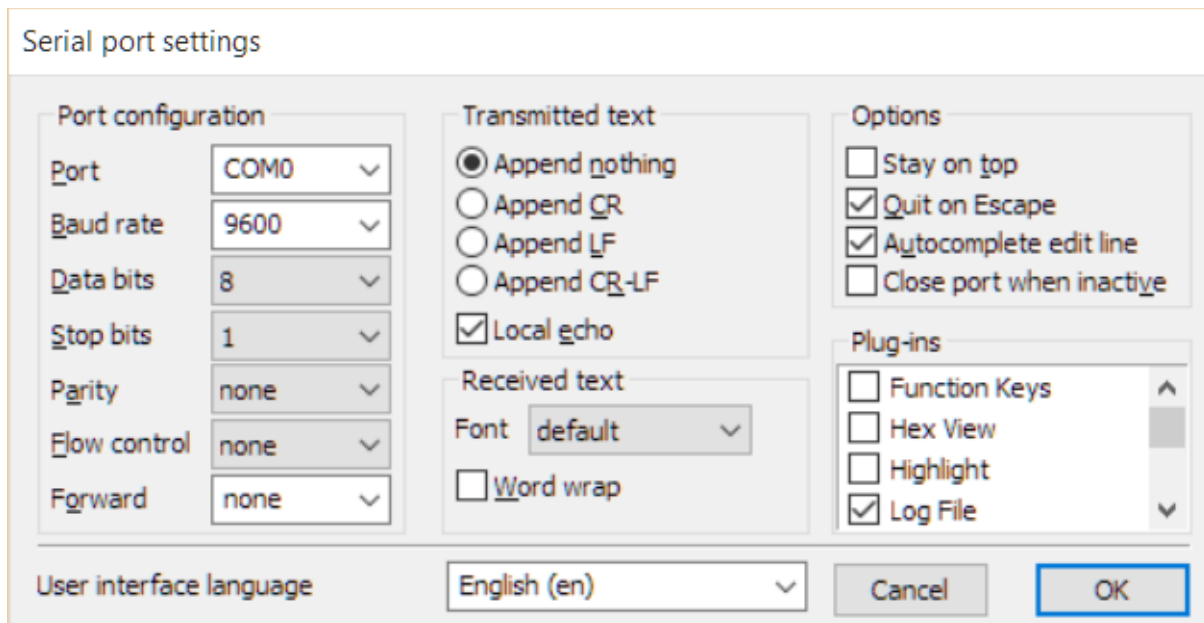 Serial port settings
Port configuration
Port COM0
Baud rate 9600
Data bits 8
Stop bits 1
Parity none
Flow control none
Forward none
Transmitted text
Append nothing
Append CR
Append LF
Append CR-LF
Local echo
Received text
Font default
Word wrap
Options
Stay on top
Quit on Escape
Autocomplete edit line
Close port when inactive
Plug-ins
Function Keys
Hex View
Highlight
Log File
User interface language English (en)
Cancel OK